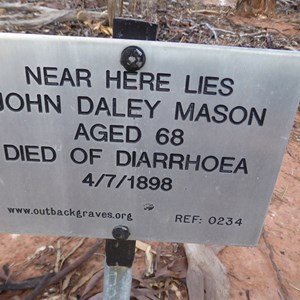 NEAR HERE LIES
JOHN DALEY MASON
AGED 68
DIED OF DIARRHOEA
4/7/1898
www.outbackgraves.org
REF: 0234